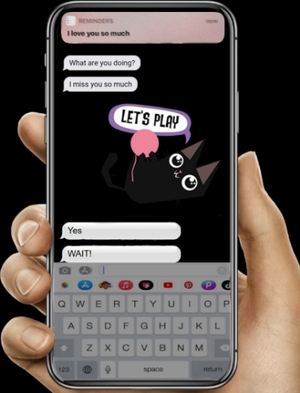 REMINDERS now
I love you so much
What are you doing?
I miss you so much
LET'S PLAY
Yes
WAIT!
Q W E R T Y U I O P
A S D F G H J K L
Z X C V B N M
123 space return